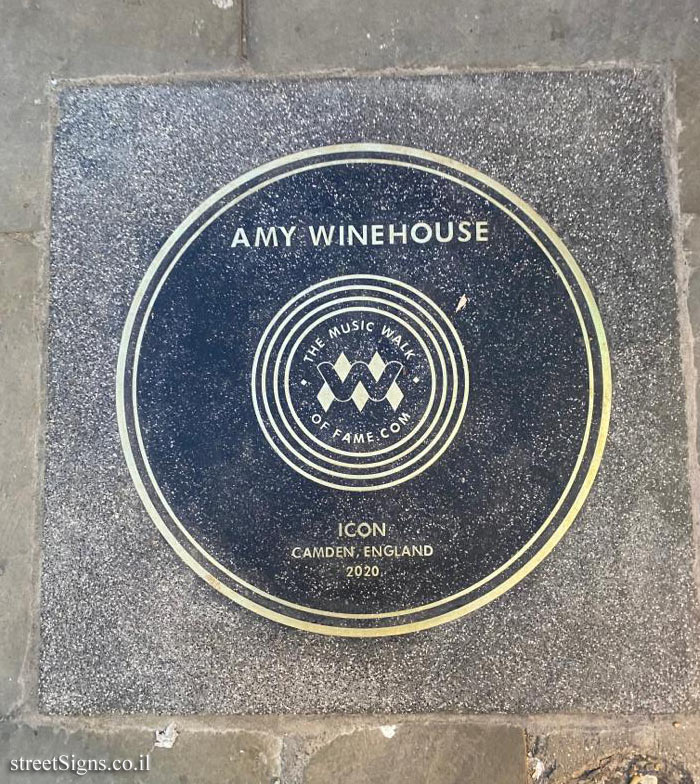 AMY WINEHOUSE
• THE MUSIC WALK •
OF FAME.COM
ICON
CAMDEN, ENGLAND
2020
streetSigns.co.il